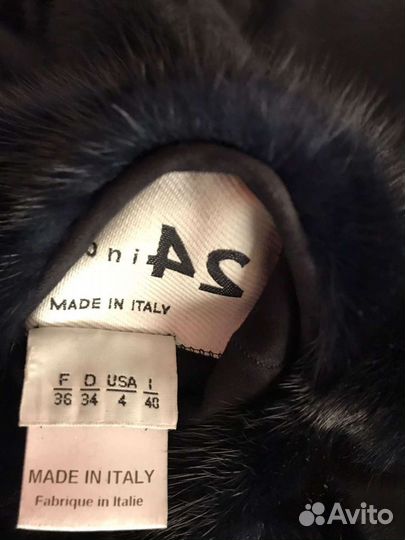 24
MADE IN ITALY
F D USA I
36 34 4 40
MADE IN ITALY
Fabrique in Italie
Avito